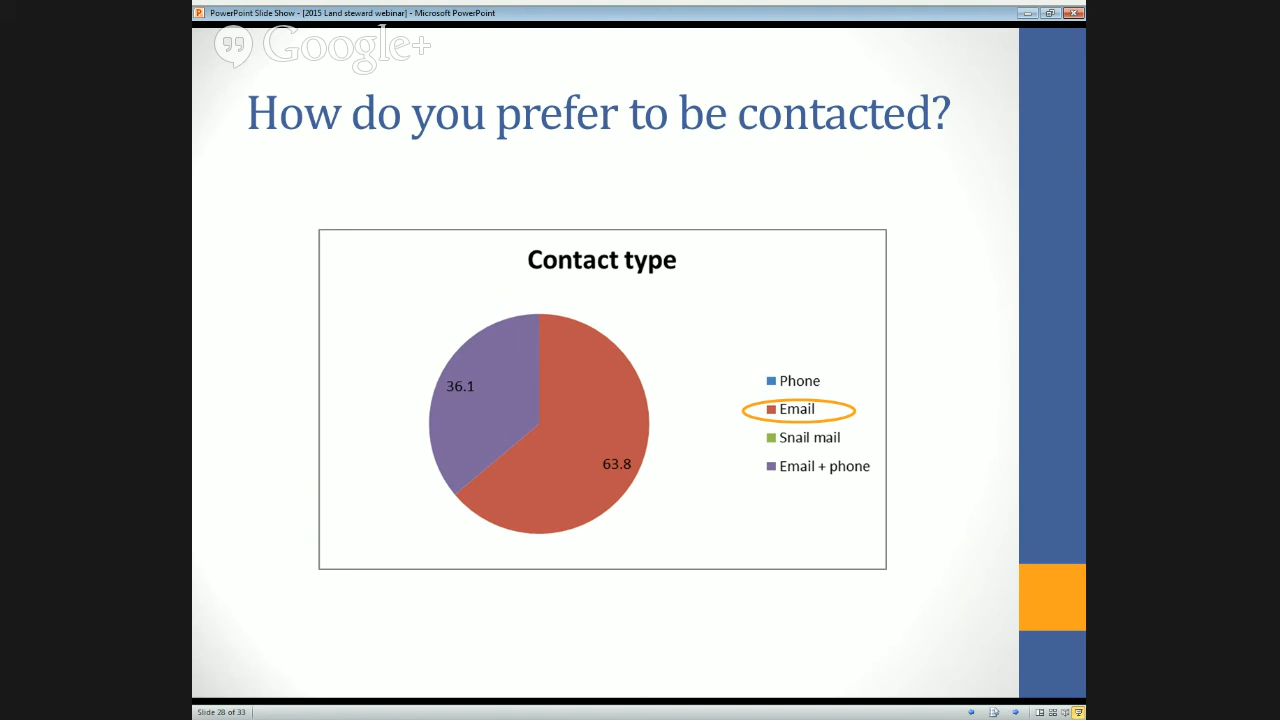 PowerPoint Slide Show - [2015 Land steward webinar] - Microsoft PowerPoint
Google+
How do you prefer to be contacted?
Contact type
36.1
63.8
Phone
Email
Snail mail
Email + phone
Slide 28 of 33